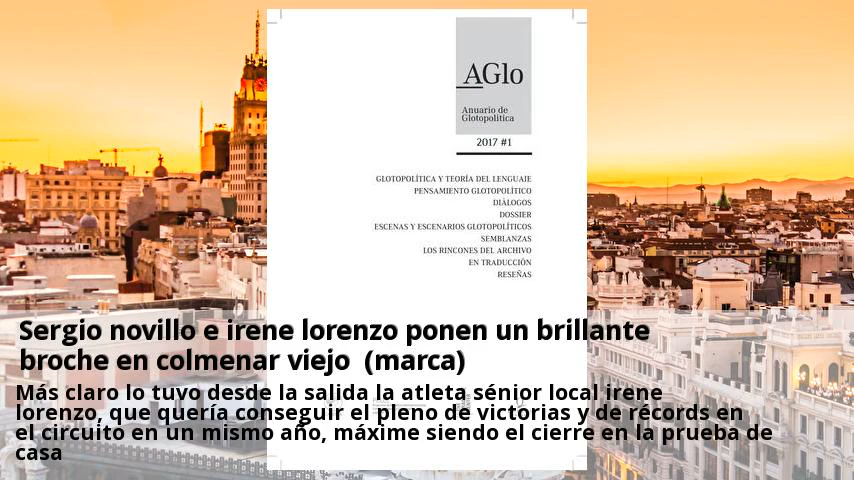 AGlo
Anuario de
Glotopolítica
2017 #1
GLOTOPOLÍTICA Y TEORÍA DEL LENGUAJE
PENSAMIENTO GLOTOPOLÍTICO
DIÁLOGOS
DOSSIER
ESCENAS Y ESCENARIOS GLOTOPOLÍTICOS
SEMBLANZAS
LOS RINCONES DEL ARCHIVO
EN TRADUCCIÓN
RESEÑAS
Sergio novillo e irene lorenzo ponen un brillante
broche en colmenar viejo (marca)
Más claro lo tuvo desde la salida la atleta sénior local irene
lorenzo, que quería conseguir el pleno de victorias y de récords en
el circuito en un mismo año, máxime siendo el cierre en la prueba de
casa